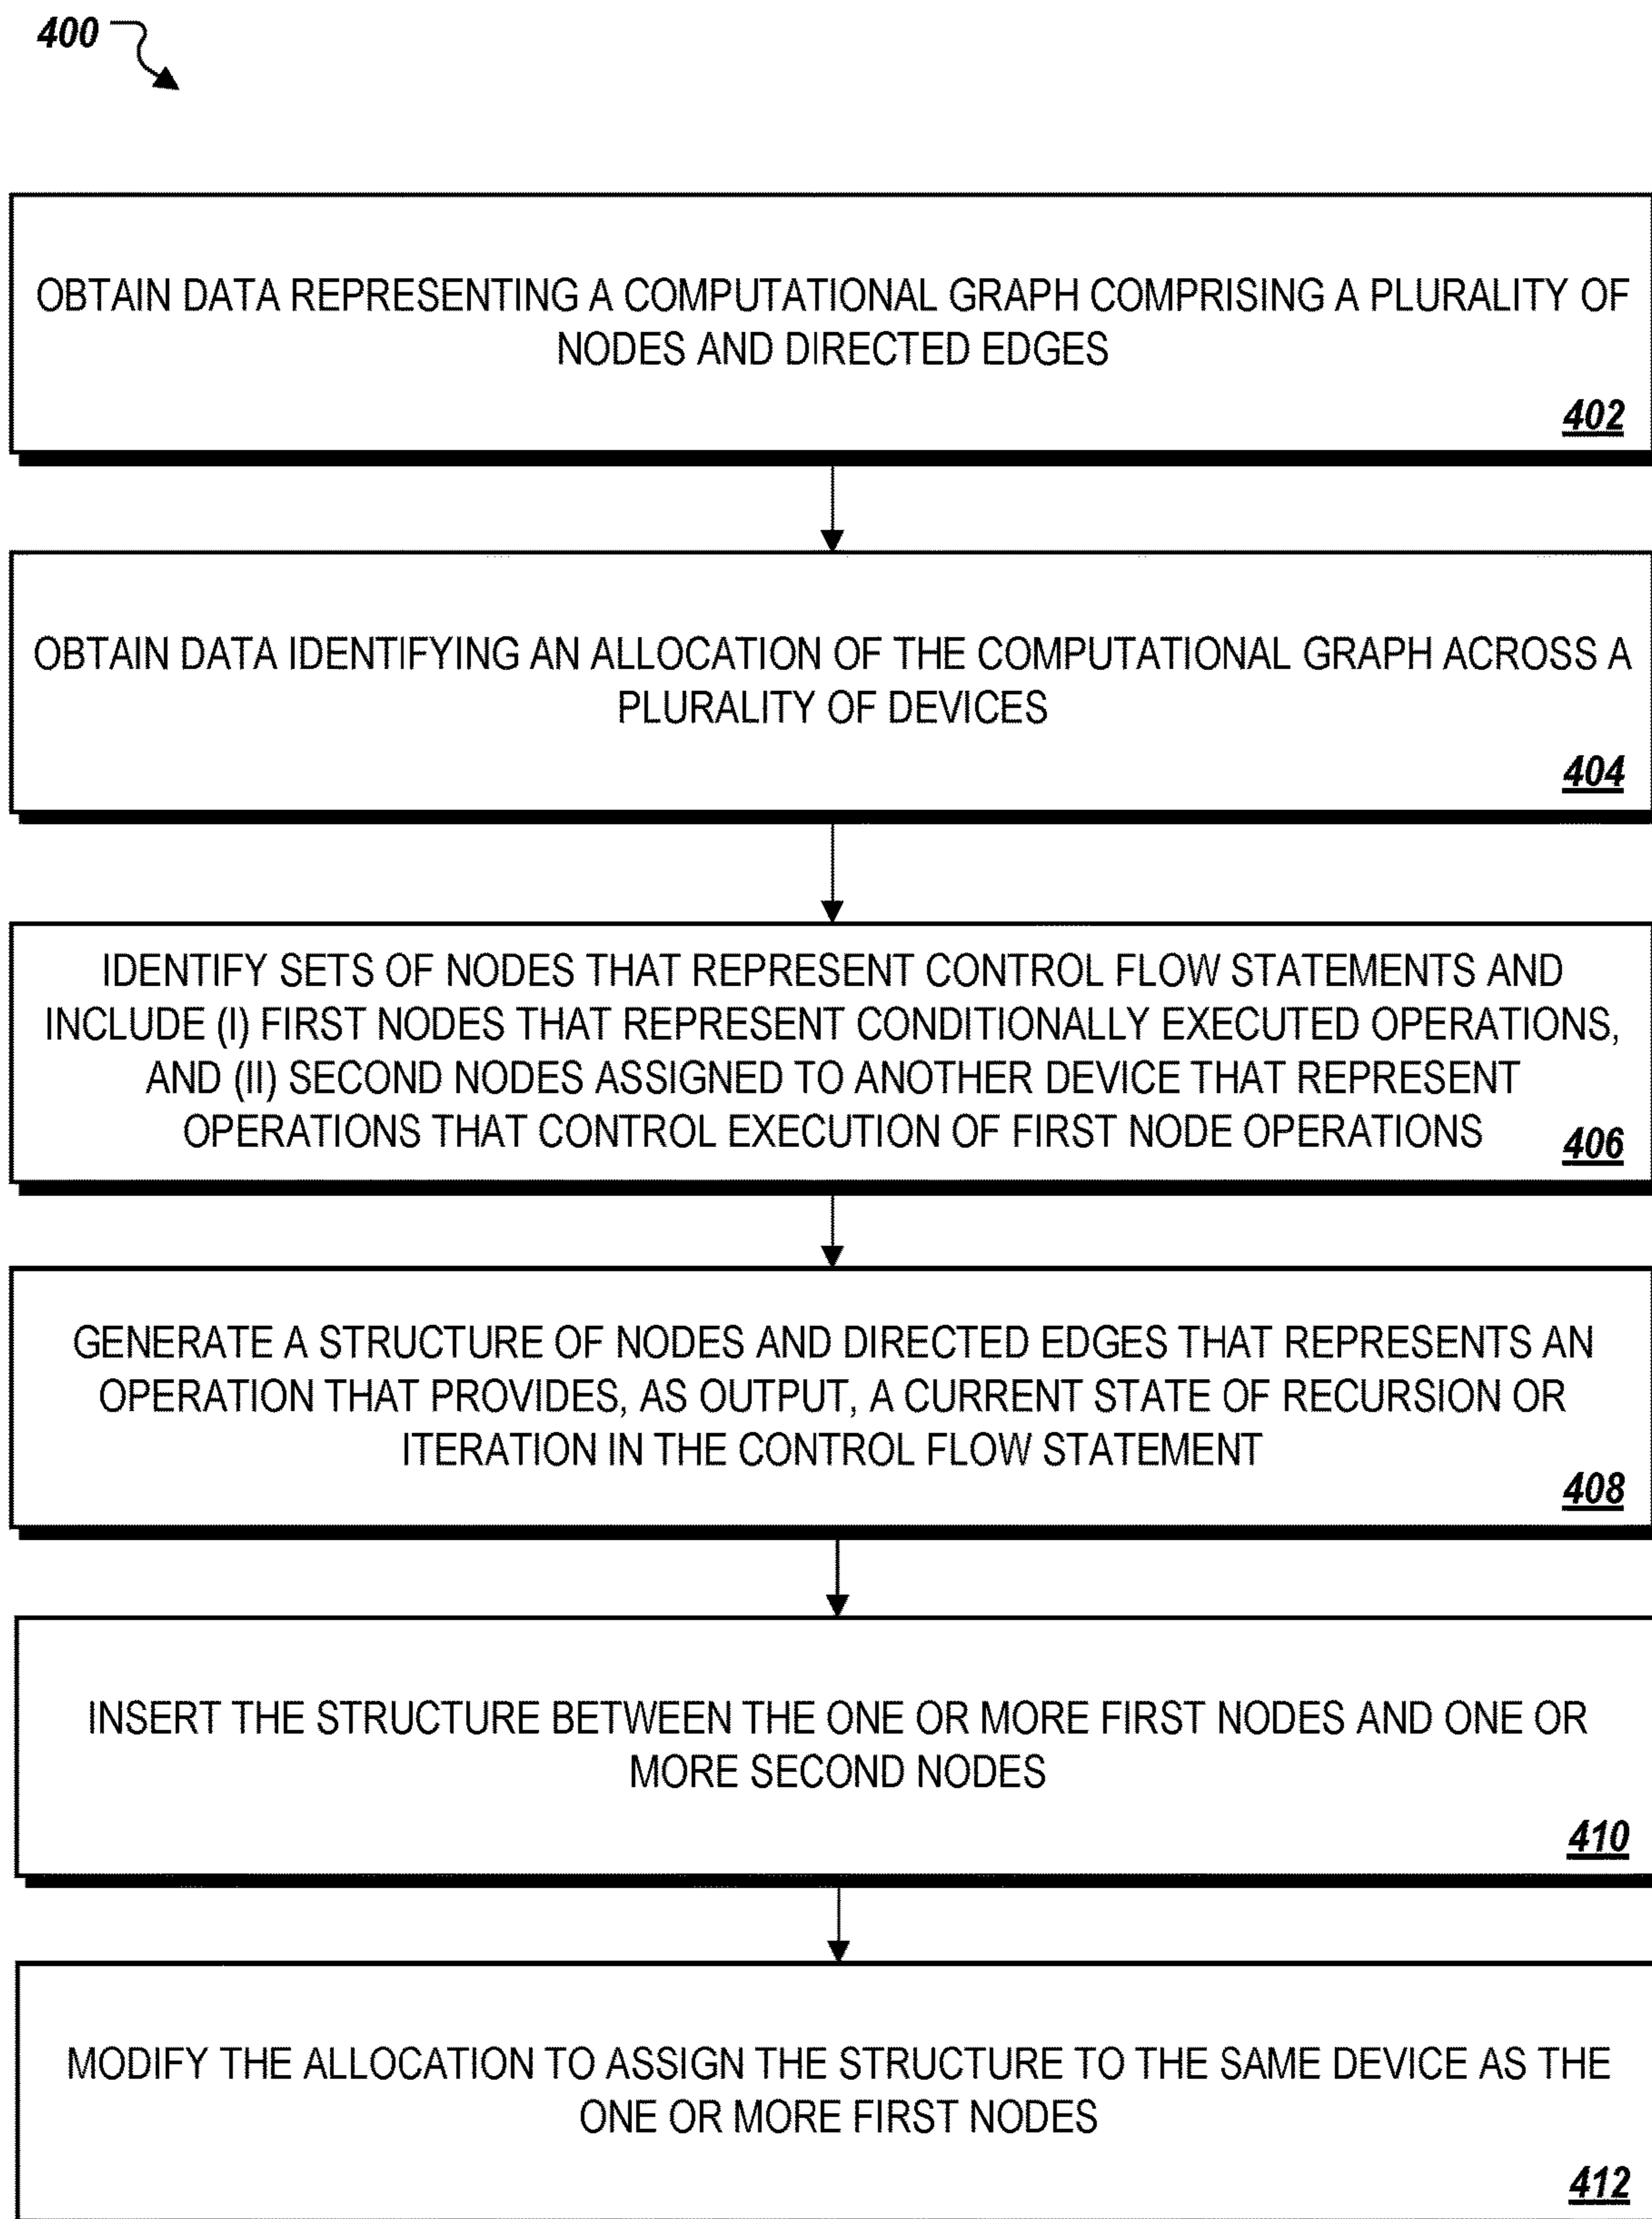 400
OBTAIN DATA REPRESENTING A COMPUTATIONAL GRAPH COMPRISING A PLURALITY OF
NODES AND DIRECTED EDGES
402
OBTAIN DATA IDENTIFYING AN ALLOCATION OF THE COMPUTATIONAL GRAPH ACROSS A
PLURALITY OF DEVICES
404
IDENTIFY SETS OF NODES THAT REPRESENT CONTROL FLOW STATEMENTS AND
INCLUDE (I) FIRST NODES THAT REPRESENT CONDITIONALLY EXECUTED OPERATIONS,
AND (II) SECOND NODES ASSIGNED TO ANOTHER DEVICE THAT REPRESENT
OPERATIONS THAT CONTROL EXECUTION OF FIRST NODE OPERATIONS
406
GENERATE A STRUCTURE OF NODES AND DIRECTED EDGES THAT REPRESENTS AN
OPERATION THAT PROVIDES, AS OUTPUT, A CURRENT STATE OF RECURSION OR
ITERATION IN THE CONTROL FLOW STATEMENT
408
INSERT THE STRUCTURE BETWEEN THE ONE OR MORE FIRST NODES AND ONE OR
MORE SECOND NODES
410
MODIFY THE ALLOCATION TO ASSIGN THE STRUCTURE TO THE SAME DEVICE AS THE
ONE OR MORE FIRST NODES
412